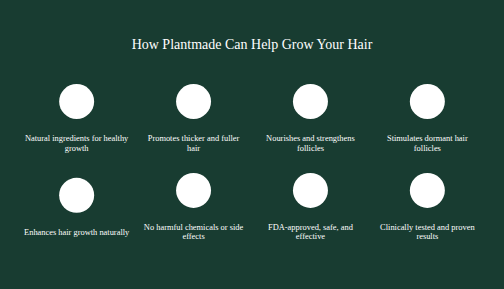 How Plantmade Can Help Grow Your Hair
Natural ingredients for healthy
growth
Promotes thicker and fuller
hair
Nourishes and strengthens
follicles
Stimulates dormant hair
follicles
Enhances hair growth naturally
No harmful chemicals or side
effects
FDA-approved, safe, and
effective
Clinically tested and proven
results